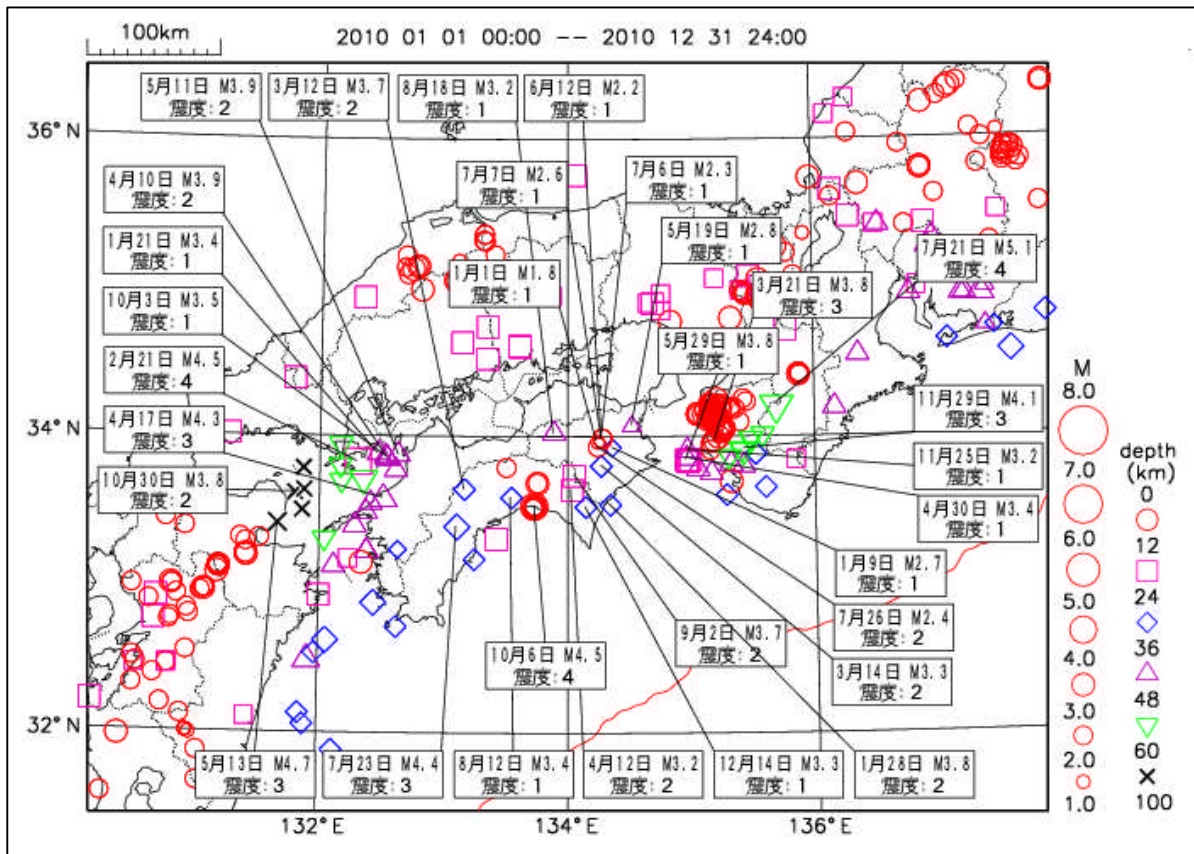 100km
2010 01 01 00:00 -- 2010 12 31 24:00
5月11日 M3.9
震度: 2
3月12日 M3.7
震度: 2
8月18日 M3.2
震度: 1
6月12日 M2.2
震度: 1
36°N
4月10日 M3.9
震度: 2
7月7日 M2.6
震度: 1
7月6日 M2.3
震度: 1
1月21日 M3.4
震度: 1
5月19日 M2.8
震度: 1
7月21日 M5.1
震度: 4
1月1日 M1.8
震度: 1
3月21日 M3.8
震度: 3
10月3日 M3.5
震度: 1
5月29日 M3.8
震度: 1
2月21日 M4.5
震度: 4
11月29日 M4.1
震度: 3
34°N
4月17日 M4.3
震度: 3
11月25日 M3.2
震度: 1
10月30日 M3.8
震度: 2
4月30日 M3.4
震度: 1
1月9日 M2.7
震度: 1
7月26日 M2.4
震度: 2
9月2日 M3.7
震度: 2
10月6日 M4.5
震度: 4
3月14日 M3.3
震度: 2
32°N
5月13日 M4.7
震度: 3
7月23日 M4.4
震度: 3
8月12日 M3.4
震度: 1
4月12日 M3.2
震度: 2
12月14日 M3.3
震度: 1
1月28日 M3.8
震度: 2
132°E
134°E
136°E
M
8.0
7.0
6.0
5.0
4.0
3.0
2.0
1.0
depth
(km)
0
12
24
36
48
60
100